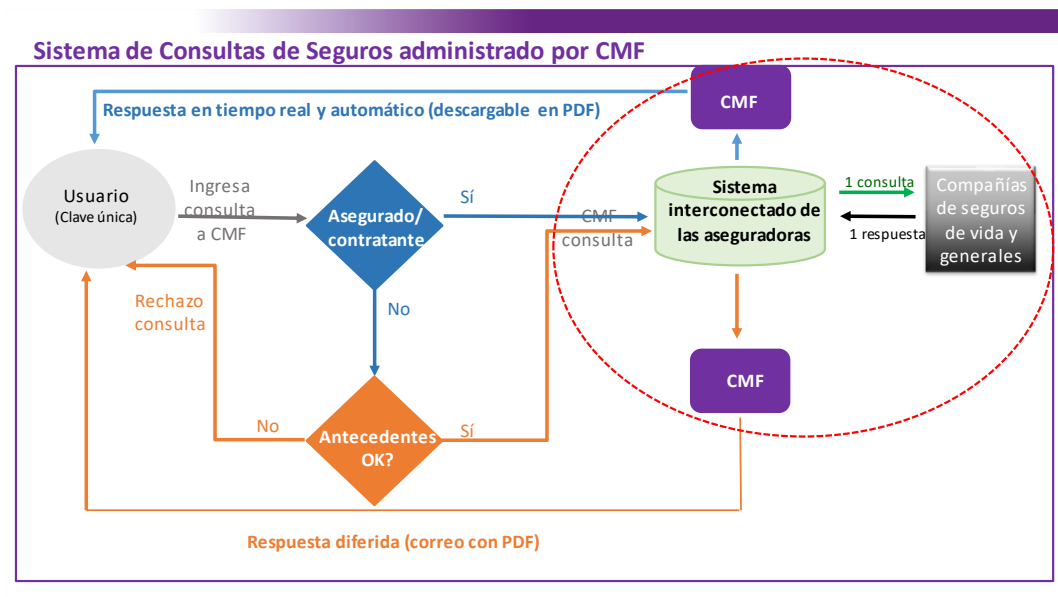 Sistema de Consultas de Seguros administrado por CMF
CMF
Respuesta en tiempo real y automático (descargable en PDF)
Usuario
(Clave única)
Ingresa
consulta
a CMF
Asegurado/
contratante
Sí
CMF
consulta
Sistema
interconectado de
las aseguradoras
1 consulta
1 respuesta
Compañías
de seguros
de vida y
generales
Rechazo
consulta
No
CMF
No
Antecedentes
OK?
Sí
Respuesta diferida (correo con PDF)